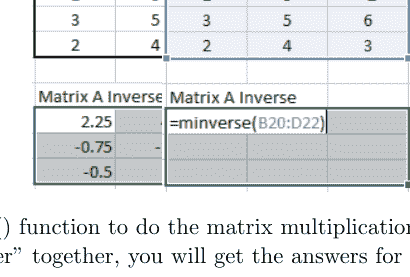 3 5 3 5 6
2 4 2 4 3
Matrix A Inverse Matrix A Inverse
2.25 =minverse(B20:D22)
-0.75 -
-0.5
() function to do the matrix multiplication
er” together, you will get the answers for